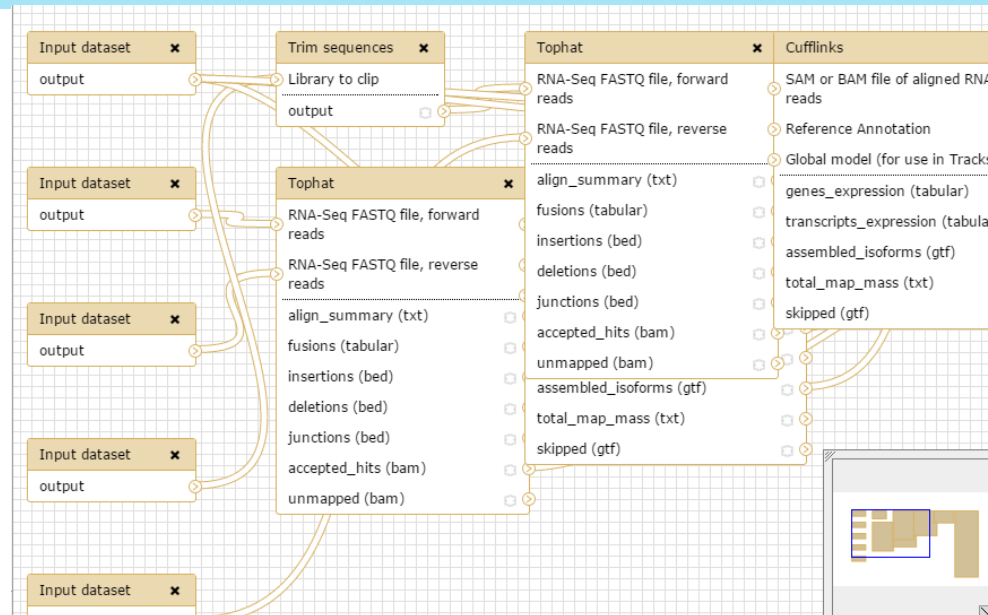 Input dataset
output
Input dataset
output
Input dataset
output
Input dataset
output
Input dataset
Trim sequences
Library to clip
output
Tophat
RNA-Seq FASTQ file, forward
reads
RNA-Seq FASTQ file, reverse
reads
align_summary (txt)
fusions (tabular)
insertions (bed)
deletions (bed)
junctions (bed)
accepted_hits (bam)
unmapped (bam)
Tophat
RNA-Seq FASTQ file, forward
reads
RNA-Seq FASTQ file, reverse
reads
align_summary (txt)
fusions (tabular)
insertions (bed)
deletions (bed)
junctions (bed)
accepted_hits (bam)
unmapped (bam)
assembled_isoforms (gtf)
total_map_mass (txt)
skipped (gtf)
Cufflinks
SAM or BAM file of aligned RNA
reads
Reference Annotation
Global model (for use in Tracks
genes_expression (tabular)
transcripts_expression (tabula
assembled_isoforms (gtf)
total_map_mass (txt)
skipped (gtf)